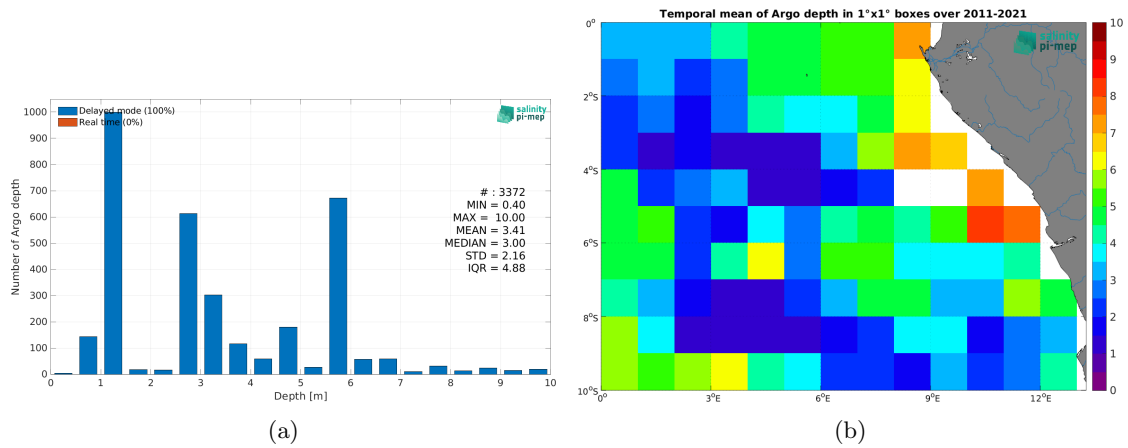 Delayed mode (100%)
Real time (0%)
salinity
pi-mep
1000
900
800
700
600
500
400
300
200
100
0
Number of Argo depth
# : 3372
MIN = 0.40
MAX = 10.00
MEAN = 3.41
MEDIAN = 3.00
STD = 2.16
IQR = 4.88
0 1 2 3 4 5 6 7 8 9 10
Depth [m]
(a)
Temporal mean of Argo depth in 1°x1° boxes over 2011-2021
salinity
pi-mep
0°
2°S
4°S
6°S
8°S
10°S
0° 3°E 6°E 9°E 12°E
10
9
8
7
6
5
4
3
2
1
0
(b)